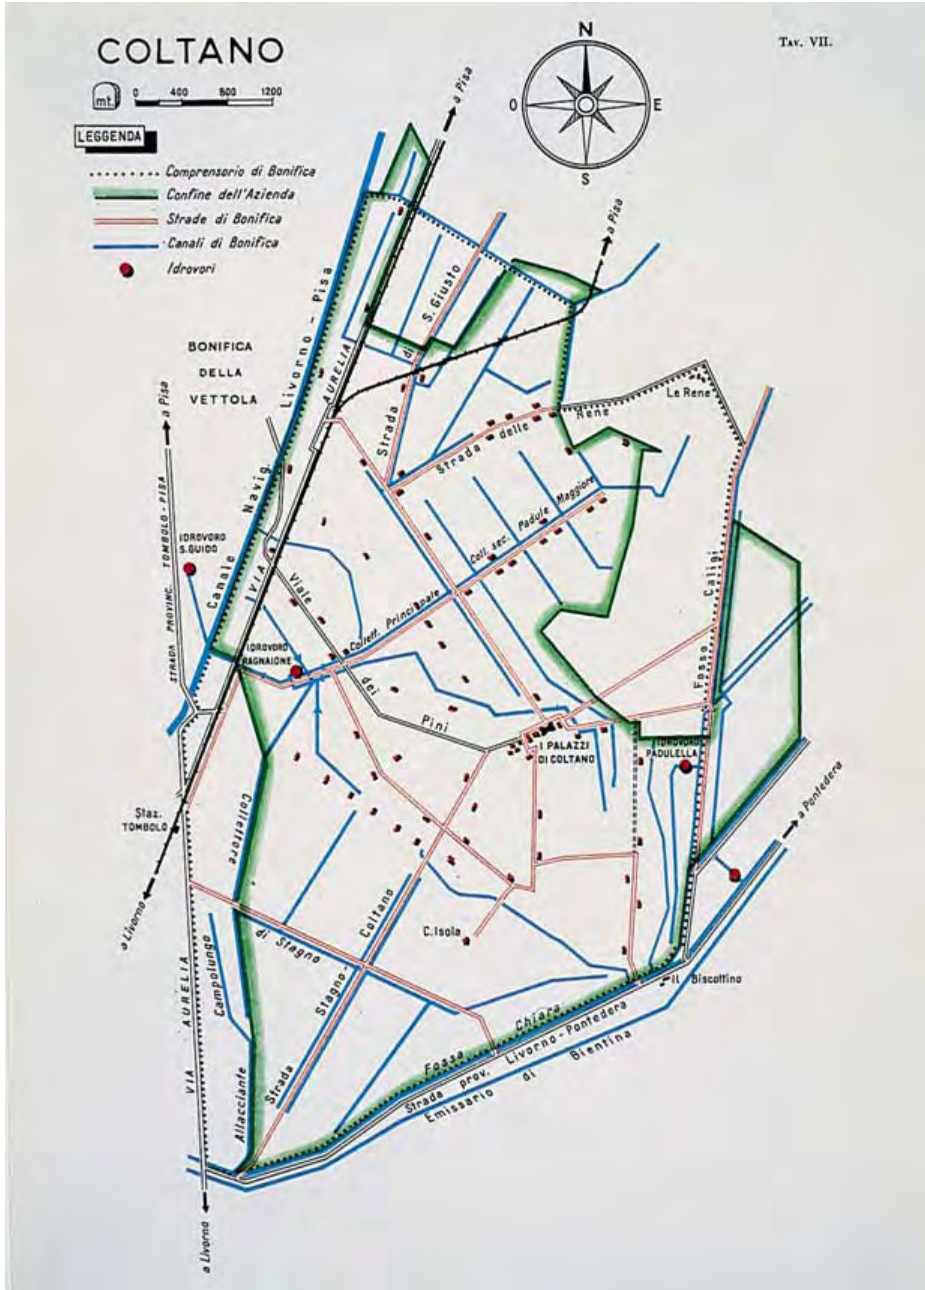 COLTANO
TAV. VII.
mt.
0 400 800 1200
LEGGENDA
Comprensorio di Bonifica
Confine dell'Azienda
Strade di Bonifica
Canali di Bonifica
Idrovori
N
O
E
S
a Pisa
a Pisa
a Pisa
BONIFICA
DELLA
VETTOLA
Canale Navig. Livorno - Pisa
VIA AURELIA
Strada di S. Giusto
Strada delle Rene
Le Rene
STRADA PROVINC. TOMBOLO-PISA
IDROVORO
S. GUIDO
Coll. sec. Padule Maggiore
Collett. Principale
Viale dei Pini
IDROVORO
RAGNAIONE
Fossa Caligi
I PALAZZI
DI COLTANO
IDROVORO
PADULELLA
a Pontedera
Staz.
TOMBOLO
a Livorno
Collettore
di Stagno
Campolungo
Strada Stagno - Coltano
C. Isola
il Biscottino
VIA AURELIA
Allacciante
Fossa Chiara
Strada prov. Livorno - Pontedera
Emissario di Bientina
a Livorno